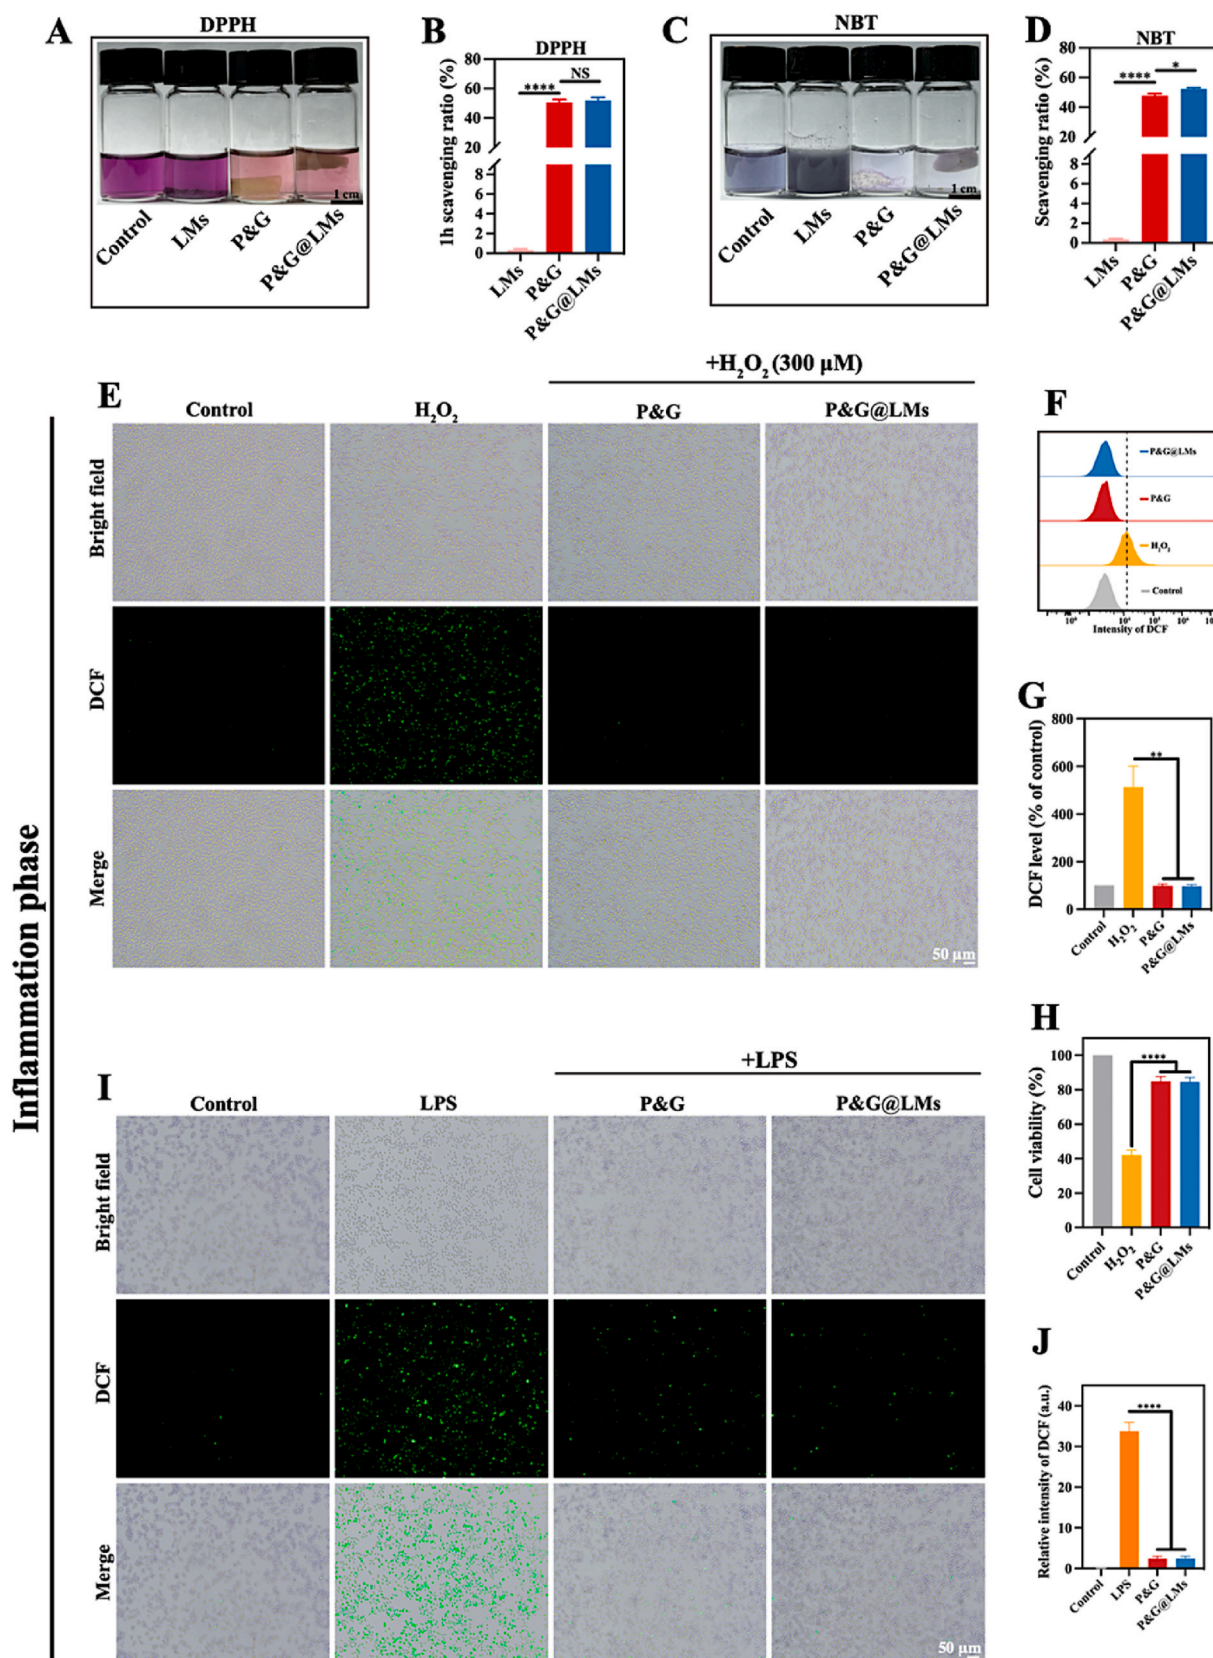 A
DPPH
Control
LMs
P&G
P&G@LMs
1 cm
B
DPPH
1h scavenging ratio (%)
80
60
40
20
8
6
4
2
0
****
NS
LMs
P&G
P&G@LMs
C
NBT
Control
LMs
P&G
P&G@LMs
1 cm
D
NBT
Scavenging ratio (%)
80
60
40
20
8
6
4
2
0
****
*
LMs
P&G
P&G@LMs
Inflammation phase
E
+H₂O₂ (300 μM)
Control
H₂O₂
P&G
P&G@LMs
Bright field
DCF
Merge
50 μm
F
P&G@LMs
P&G
H₂O₂
Control
Intensity of DCF
G
DCF level (% of control)
800
600
400
200
0
**
Control
H₂O₂
P&G
P&G@LMs
H
Cell viability (%)
100
80
60
40
20
0
****
Control
H₂O₂
P&G
P&G@LMs
I
+LPS
Control
LPS
P&G
P&G@LMs
Bright field
DCF
Merge
50 μm
J
Relative intensity of DCF (a.u.)
40
30
20
10
0
****
Control
LPS
P&G
P&G@LMs